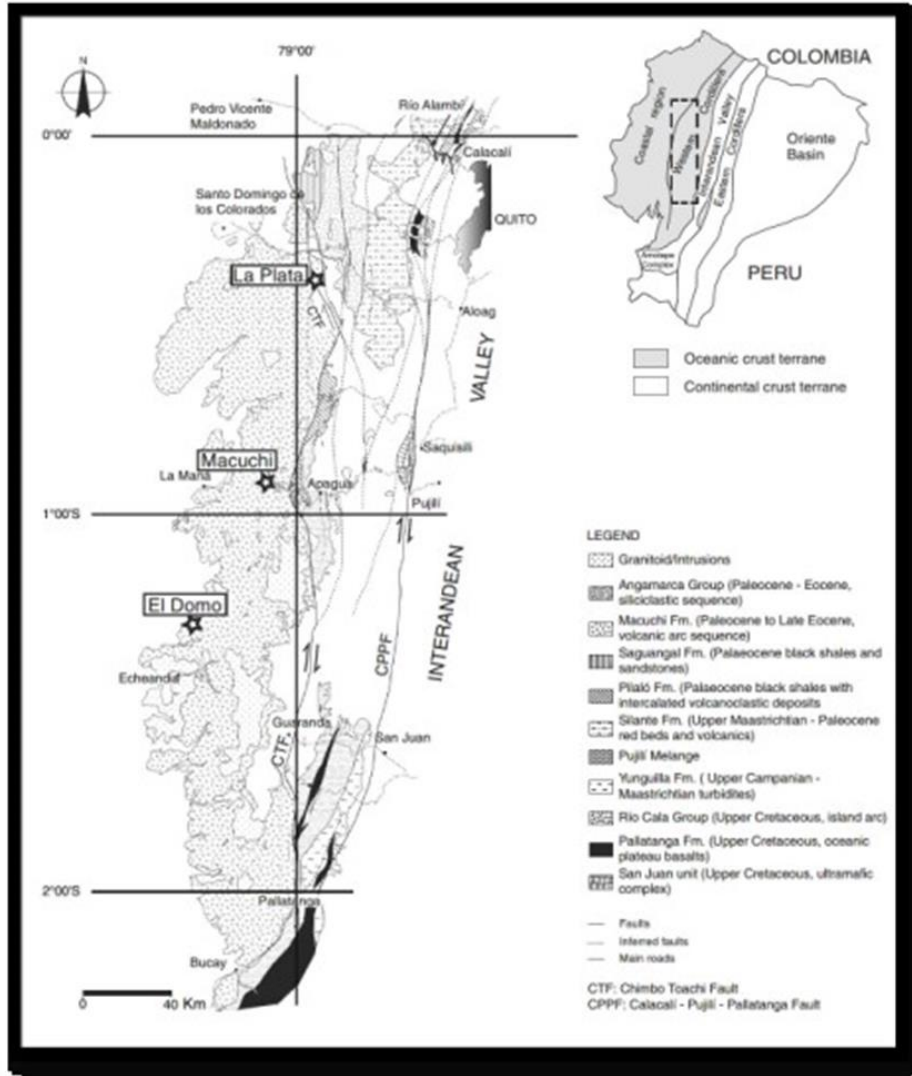 79°00'
N
0°00'
Pedro Vicente
Maldonado
Río Alambí
Calacalí
Santo Domingo de
los Colorados
QUITO
La Plata
CTF
Aloag
VALLEY
Macuchi
La Maná
Apagua
Saquisilí
Pujilí
1°00'S
El Domo
Echeandía
CPPF
INTERANDEAN
Guaranda
CTF
San Juan
2°00'S
Pallatanga
Bucay
0 40 Km
COLOMBIA
Coastal region
Western Cordillera
Interandean Valley
Eastern Cordillera
Oriente
Basin
Amotape
Complex
PERU
Oceanic crust terrane
Continental crust terrane
LEGEND
Granitoid/Intrusions
Angamarca Group (Paleocene - Eocene,
siliciclastic sequence)
Macuchi Fm. (Paleocene to Late Eocene,
volcanic arc sequence)
Saguangal Fm. (Palaeocene black shales and
sandstones)
Pilaló Fm. (Palaeocene black shales with
intercalated volcanoclastic deposits
Silante Fm. (Upper Maastrichtian - Paleocene
red beds and volcanics)
Pujilí Melange
Yunguilla Fm. ( Upper Campanian -
Maastrichtian turbidites)
Río Cala Group (Upper Cretaceous, island arc)
Pallatanga Fm. (Upper Cretaceous, oceanic
plateau basalts)
San Juan unit (Upper Cretaceous, ultramafic
complex)
Faults
Inferred faults
Main roads
CTF: Chimbo Toachi Fault
CPPF: Calacalí - Pujilí - Pallatanga Fault